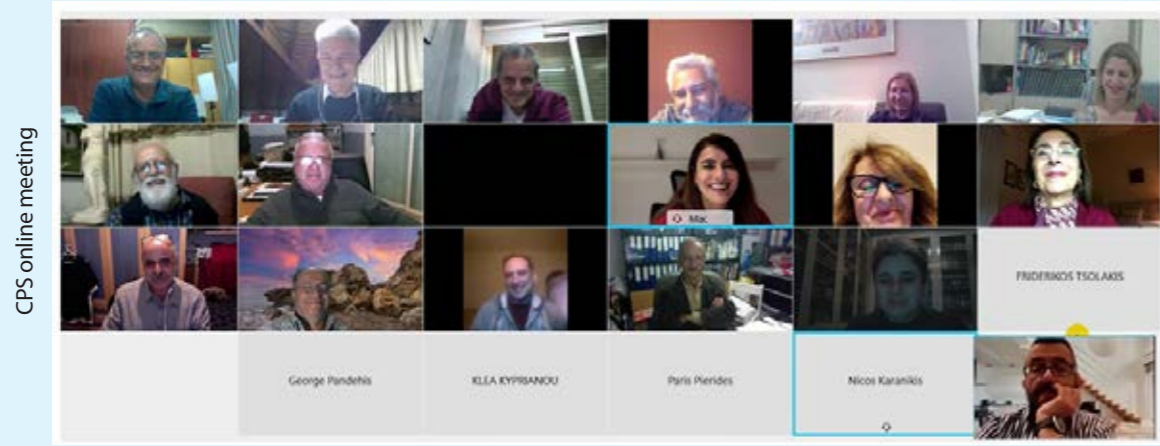 CPS online meeting
Mac
FRIDERIKOS TSOLAKIS
George Pandehis
KLEA KYPRIANOU
Paris Pierides
Nicos Karanikis